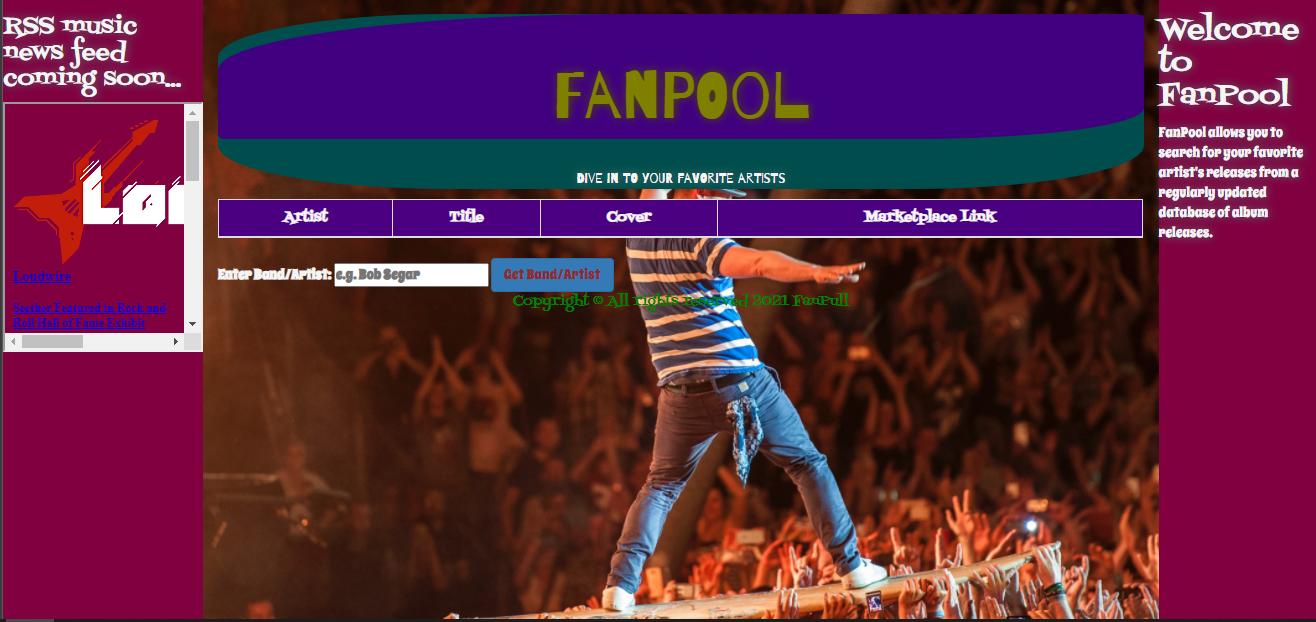 RSS music
news feed
coming soon...
Loudwire
Seether Featured in Rock and
Roll Hall of Fame Exhibit
FANPOOL
DIVE IN TO YOUR FAVORITE ARTISTS
Artist Title Cover Marketplace Link
Enter Band/Artist: e.g. Bob Segar Get Band/Artist
Copyright © All rights reserved 2021 FanPull
Welcome
to
FanPool
FanPool allows you to
search for your favorite
artist's releases from a
regularly updated
database of album
releases.